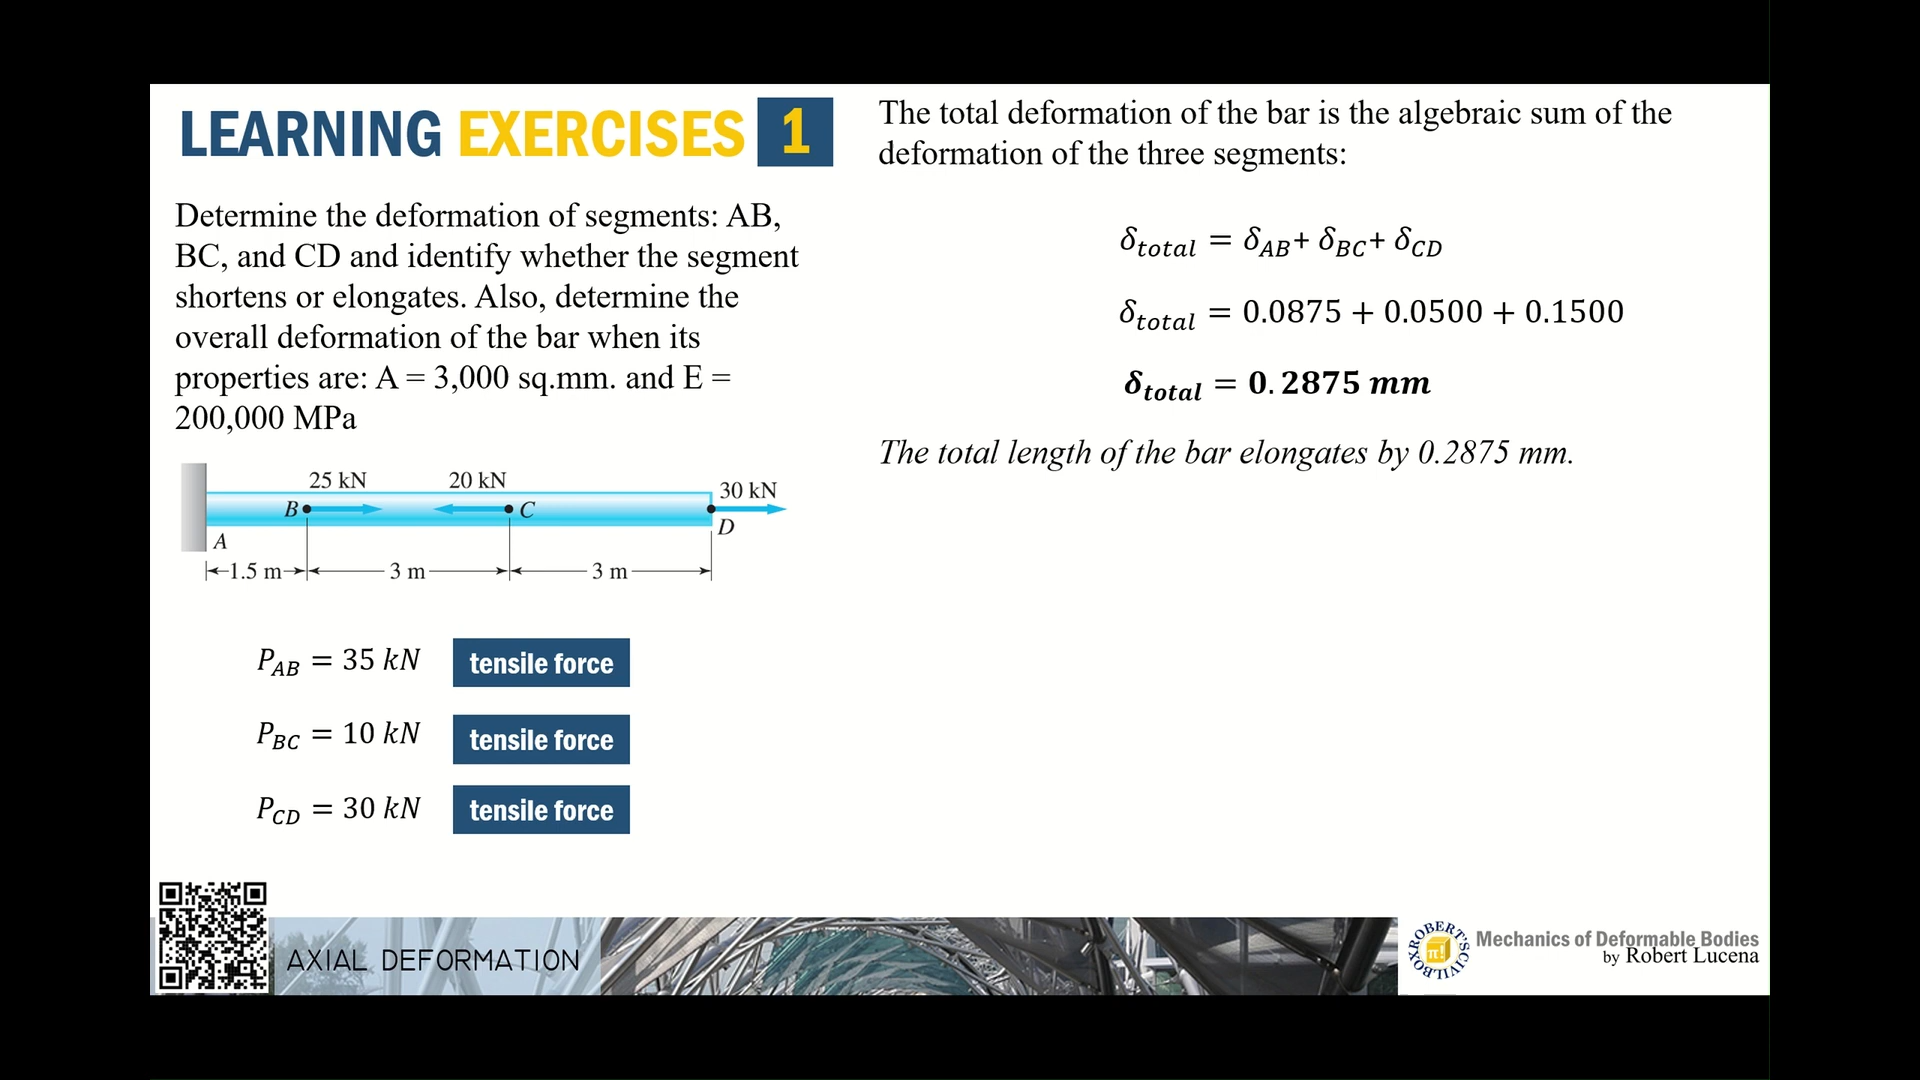 LEARNING EXERCISES 1
Determine the deformation of segments: AB,
BC, and CD and identify whether the segment
shortens or elongates. Also, determine the
overall deformation of the bar when its
properties are: A = 3,000 sq.mm. and E =
200,000 MPa
25 kN 20 kN 30 kN
B C D
A
1.5 m 3 m 3 m
P_AB = 35 kN tensile force
P_BC = 10 kN tensile force
P_CD = 30 kN tensile force
The total deformation of the bar is the algebraic sum of the
deformation of the three segments:
δ_total = δ_AB + δ_BC + δ_CD
δ_total = 0.0875 + 0.0500 + 0.1500
δ_total = 0.2875 mm
The total length of the bar elongates by 0.2875 mm.
AXIAL DEFORMATION
ROBERT'S CIVILBOX
π!
Mechanics of Deformable Bodies
by Robert Lucena